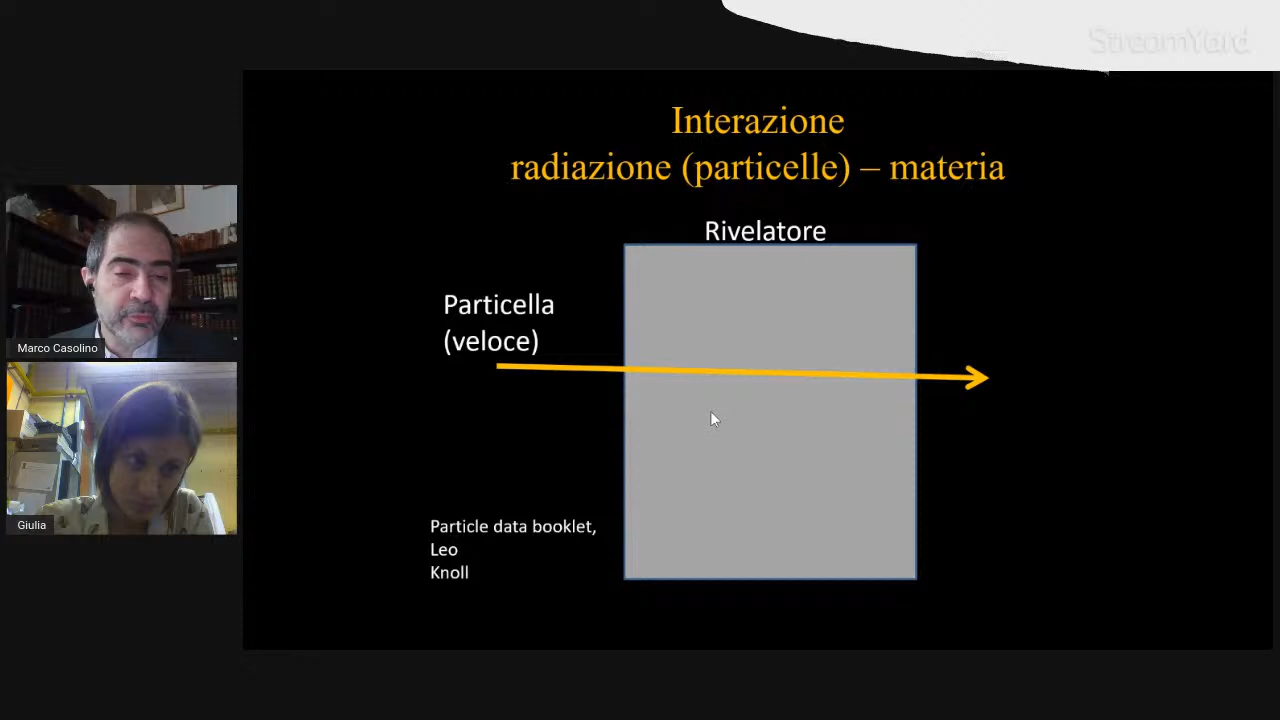 StreamYard
Interazione
radiazione (particelle) – materia
Rivelatore
Particella
(veloce)
Marco Casolino
Giulia
Particle data booklet,
Leo
Knoll